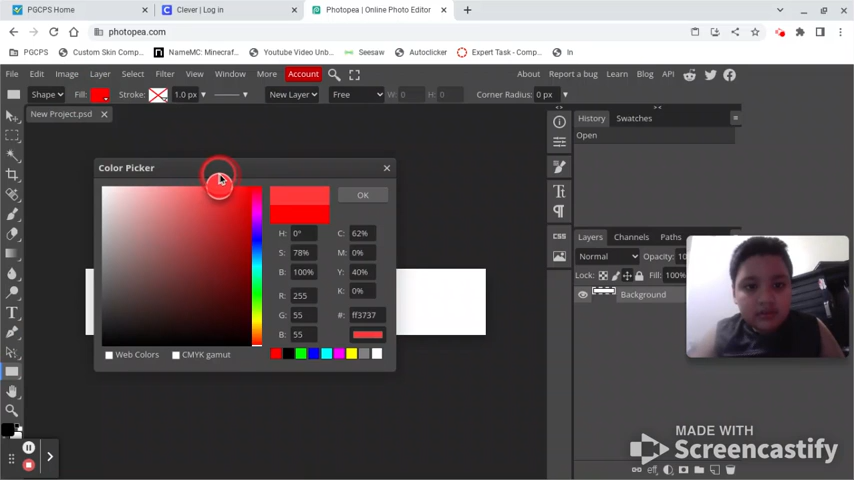 PGCPS Home
Clever | Log in
Photopea | Online Photo Editor
photopea.com
PGCPS
Custom Skin Comp...
NameMC: Minecraf...
Youtube Video Unb...
Seesaw
Autoclicker
Expert Task - Comp...
In
File Edit Image Layer Select Filter View Window More Account
About Report a bug Learn Blog API
Shape Fill: Stroke: 1.0 px New Layer Free W: 0 H: 0 Corner Radius: 0 px
New Project.psd
History Swatches
Open
Color Picker
OK
H: 0° C: 62%
S: 78% M: 0%
B: 100% Y: 40%
R: 255 K: 0%
G: 55 #: ff3737
B: 55
Web Colors CMYK gamut
CSS
Layers Channels Paths
Normal Opacity: 10
Lock: Fill: 100%
Background
MADE WITH
Screencastify